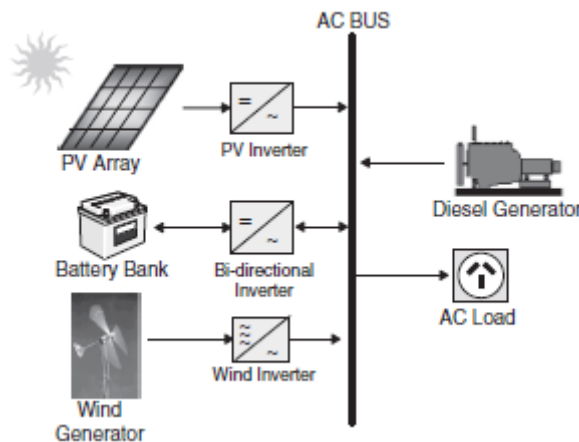 AC BUS
PV Array
PV Inverter
Diesel Generator
Battery Bank
Bi-directional
Inverter
AC Load
Wind
Generator
Wind Inverter